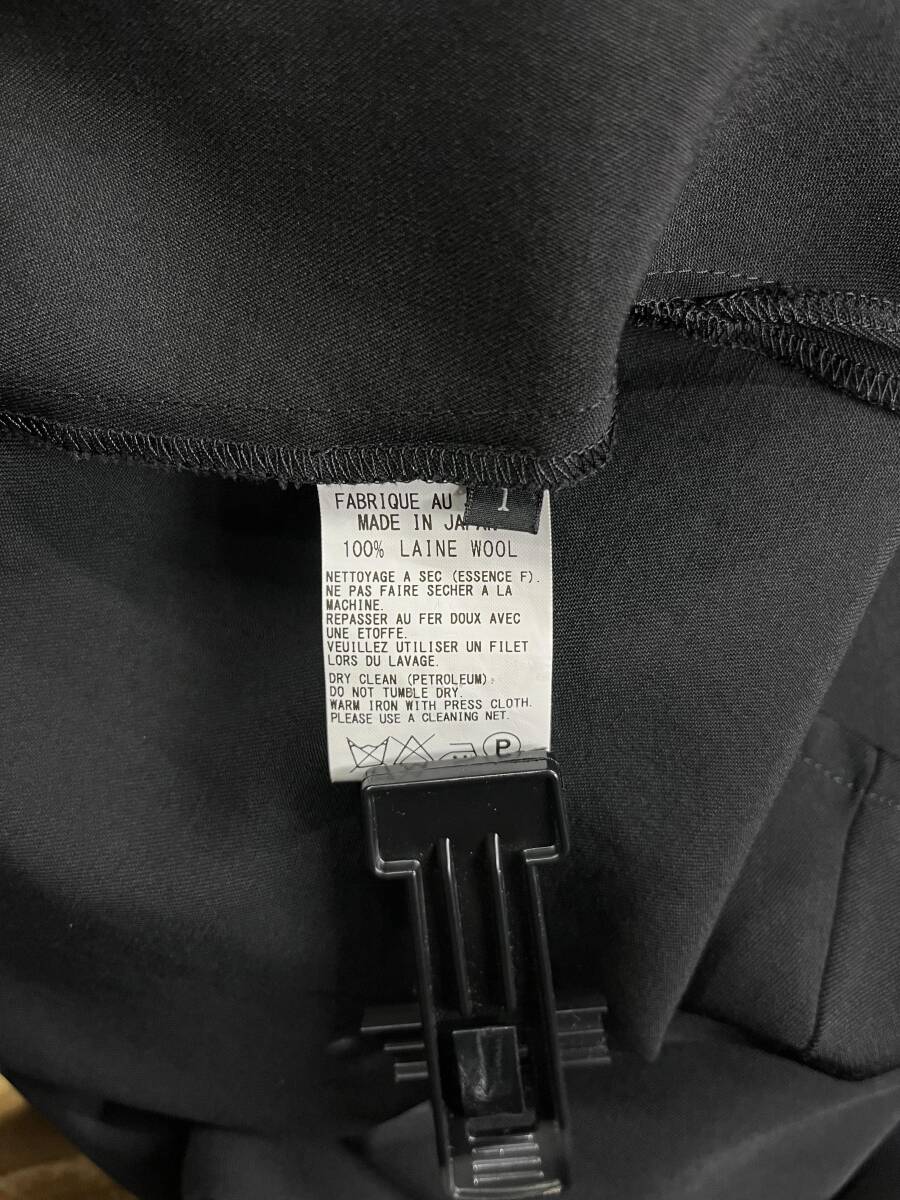 FABRIQUE AU
1
MADE IN JAPAN
100% LAINE WOOL
NETTOYAGE A SEC (ESSENCE F).
NE PAS FAIRE SECHER A LA
MACHINE.
REPASSER AU FER DOUX AVEC
UNE ETOFFE.
VEUILLEZ UTILISER UN FILET
LORS DU LAVAGE.
DRY CLEAN (PETROLEUM).
DO NOT TUMBLE DRY.
WARM IRON WITH PRESS CLOTH.
PLEASE USE A CLEANING NET.
P